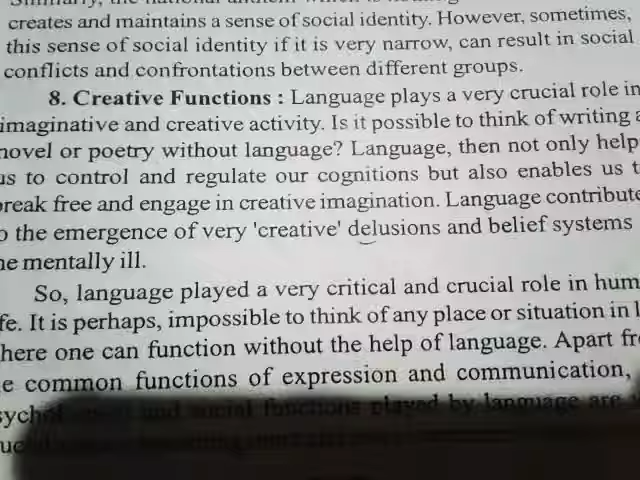 creates and maintains a sense of social identity. However, sometimes,
this sense of social identity if it is very narrow, can result in social
conflicts and confrontations between different groups.
8. Creative Functions : Language plays a very crucial role in
imaginative and creative activity. Is it possible to think of writing a
novel or poetry without language? Language, then not only help
us to control and regulate our cognitions but also enables us t
break free and engage in creative imagination. Language contribute
o the emergence of very 'creative' delusions and belief systems
he mentally ill.
So, language played a very critical and crucial role in hum
fe. It is perhaps, impossible to think of any place or situation in l
here one can function without the help of language. Apart fr
e common functions of expression and communication,
and social functions played by language are